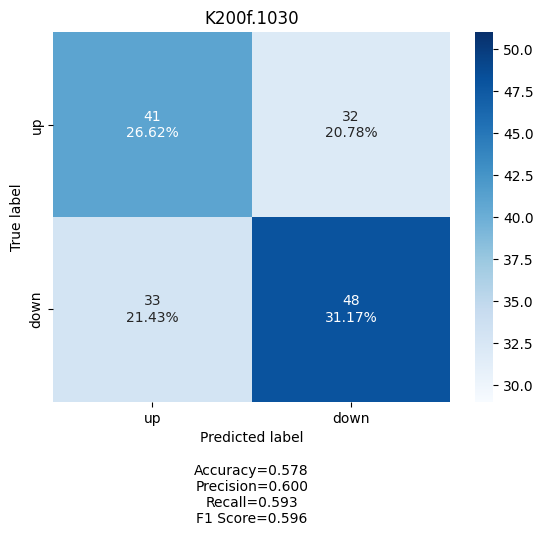 K200f.1030
up
41
26.62%
32
20.78%
down
33
21.43%
48
31.17%
True label
up
down
Predicted label
50.0
47.5
45.0
42.5
40.0
37.5
35.0
32.5
30.0
Accuracy=0.578
Precision=0.600
Recall=0.593
F1 Score=0.596